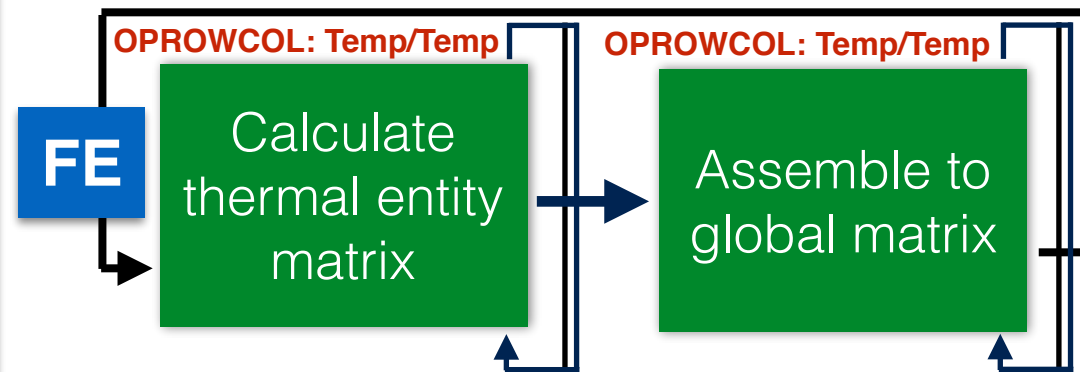 OPROWCOL: Temp/Temp
OPROWCOL: Temp/Temp
FE
Calculate
thermal entity
matrix
Assemble to
global matrix